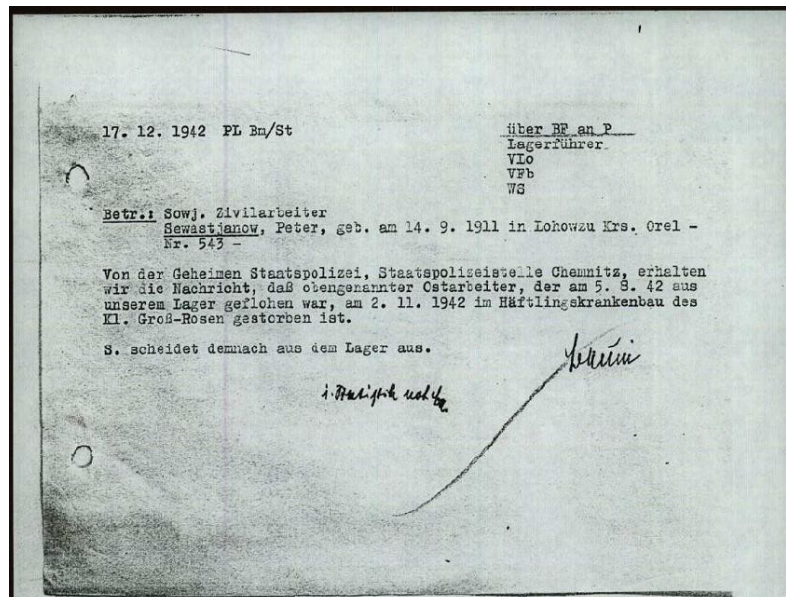 17. 12. 1942 PL Bm/St
über BF an P
Lagerführer
VLo
VFb
WS
Betr.: Sowj. Zivilarbeiter
Sewastjanow, Peter, geb. am 14. 9. 1911 in Lohowzu Krs. Orel -
Nr. 543 -
Von der Geheimen Staatspolizei, Staatspolizeistelle Chemnitz, erhalten
wir die Nachricht, daß obengenannter Ostarbeiter, der am 5. 8. 42 aus
unserem Lager geflohen war, am 2. 11. 1942 im Häftlingskrankenbau des
Kl. Groß-Rosen gestorben ist.
S. scheidet demnach aus dem Lager aus.
i. Statistik